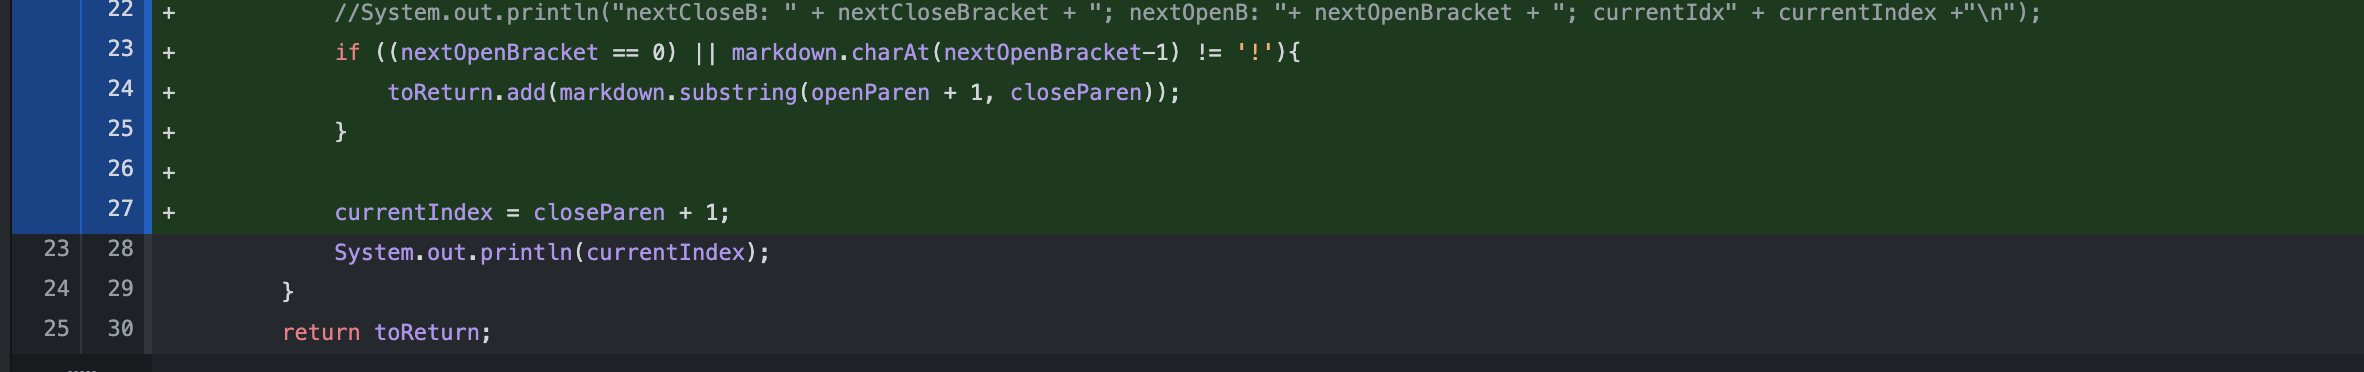 22 + //System.out.println("nextCloseB: " + nextCloseBracket + "; nextOpenB: "+ nextOpenBracket + "; currentIdx" + currentIndex +"\n");
23 + if ((nextOpenBracket == 0) || markdown.charAt(nextOpenBracket-1) != '!'){
24 + toReturn.add(markdown.substring(openParen + 1, closeParen));
25 + }
26 +
27 + currentIndex = closeParen + 1;
23 28 System.out.println(currentIndex);
24 29 }
25 30 return toReturn;